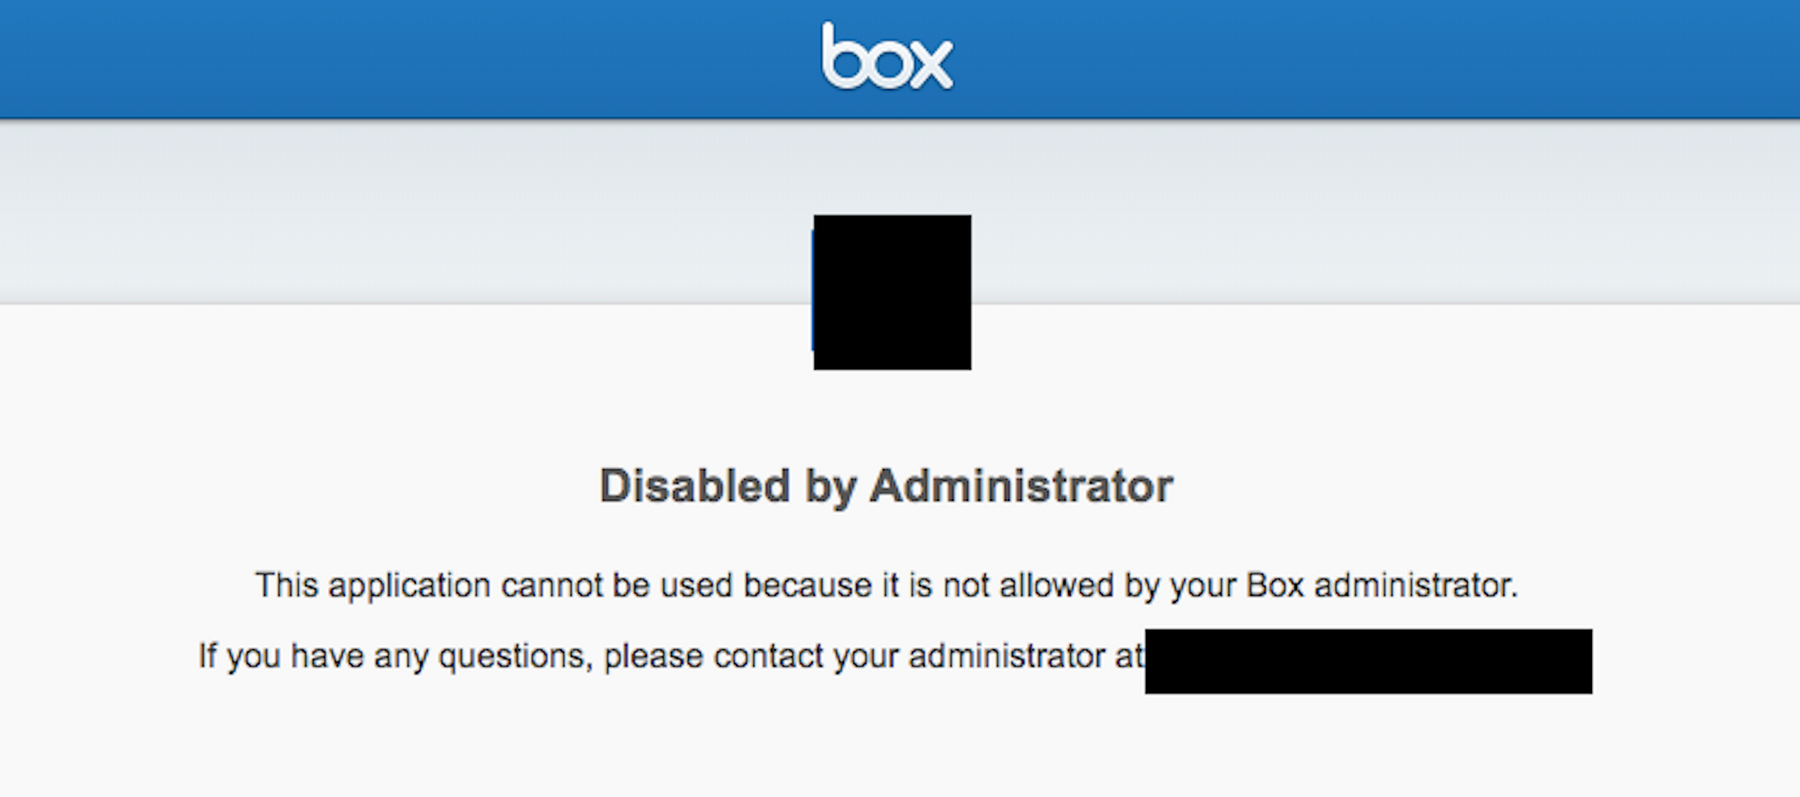 box
Disabled by Administrator
This application cannot be used because it is not allowed by your Box administrator.
If you have any questions, please contact your administrator at